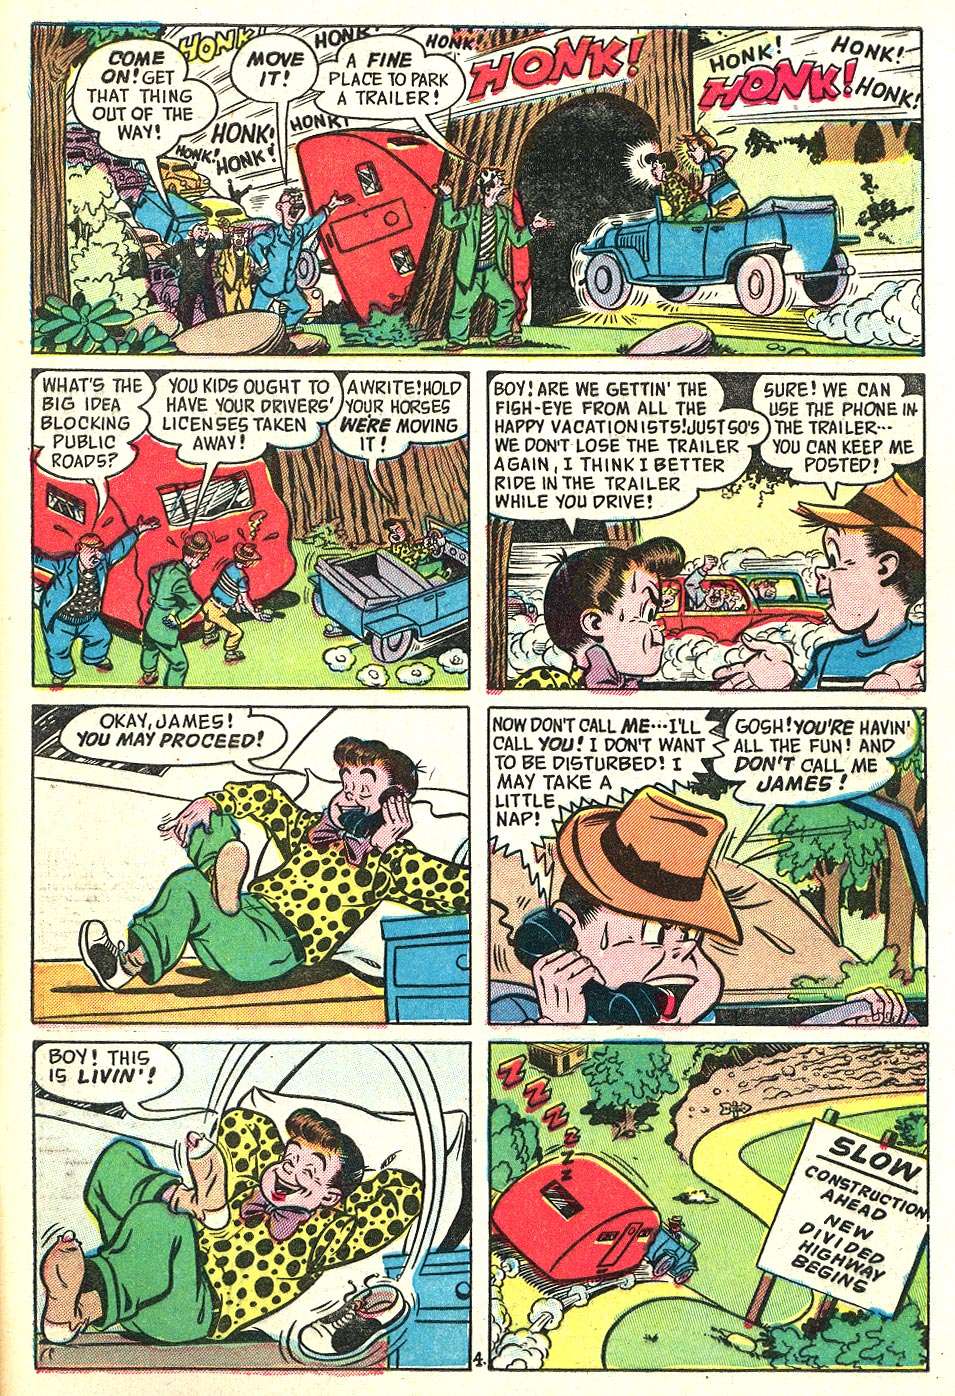 COME
ON! GET
THAT THING
OUT OF THE
WAY!
HONK!
MOVE
IT!
HONK!
A FINE
PLACE TO PARK
A TRAILER!
HONK!
HONK!
HONK!
HONK!
HONK!
HONK!
HONK!
HONK!
HONK!
HONK!
HONK!
WHAT'S THE
BIG IDEA
BLOCKING
PUBLIC
ROADS?
YOU KIDS OUGHT TO
HAVE YOUR DRIVERS'
LICENSES TAKEN
AWAY!
AWRITE! HOLD
YOUR HORSES
WE'RE MOVING
IT!
BOY! ARE WE GETTIN' THE
FISH-EYE FROM ALL THE
HAPPY VACATIONISTS! JUST SO'S
WE DON'T LOSE THE TRAILER
AGAIN, I THINK I BETTER
RIDE IN THE TRAILER
WHILE YOU DRIVE!
SURE! WE CAN
USE THE PHONE IN
THE TRAILER---
YOU CAN KEEP ME
POSTED!
OKAY, JAMES!
YOU MAY PROCEED!
NOW DON'T CALL ME---I'LL
CALL YOU! I DON'T WANT
TO BE DISTURBED! I
MAY TAKE A
LITTLE
NAP!
GOSH! YOU'RE HAVIN'
ALL THE FUN! AND
DON'T CALL ME
JAMES!
BOY! THIS
IS LIVIN'!
4.
Z Z Z Z Z Z Z
SLOW
CONSTRUCTION
AHEAD
NEW
DIVIDED
HIGHWAY
BEGINS